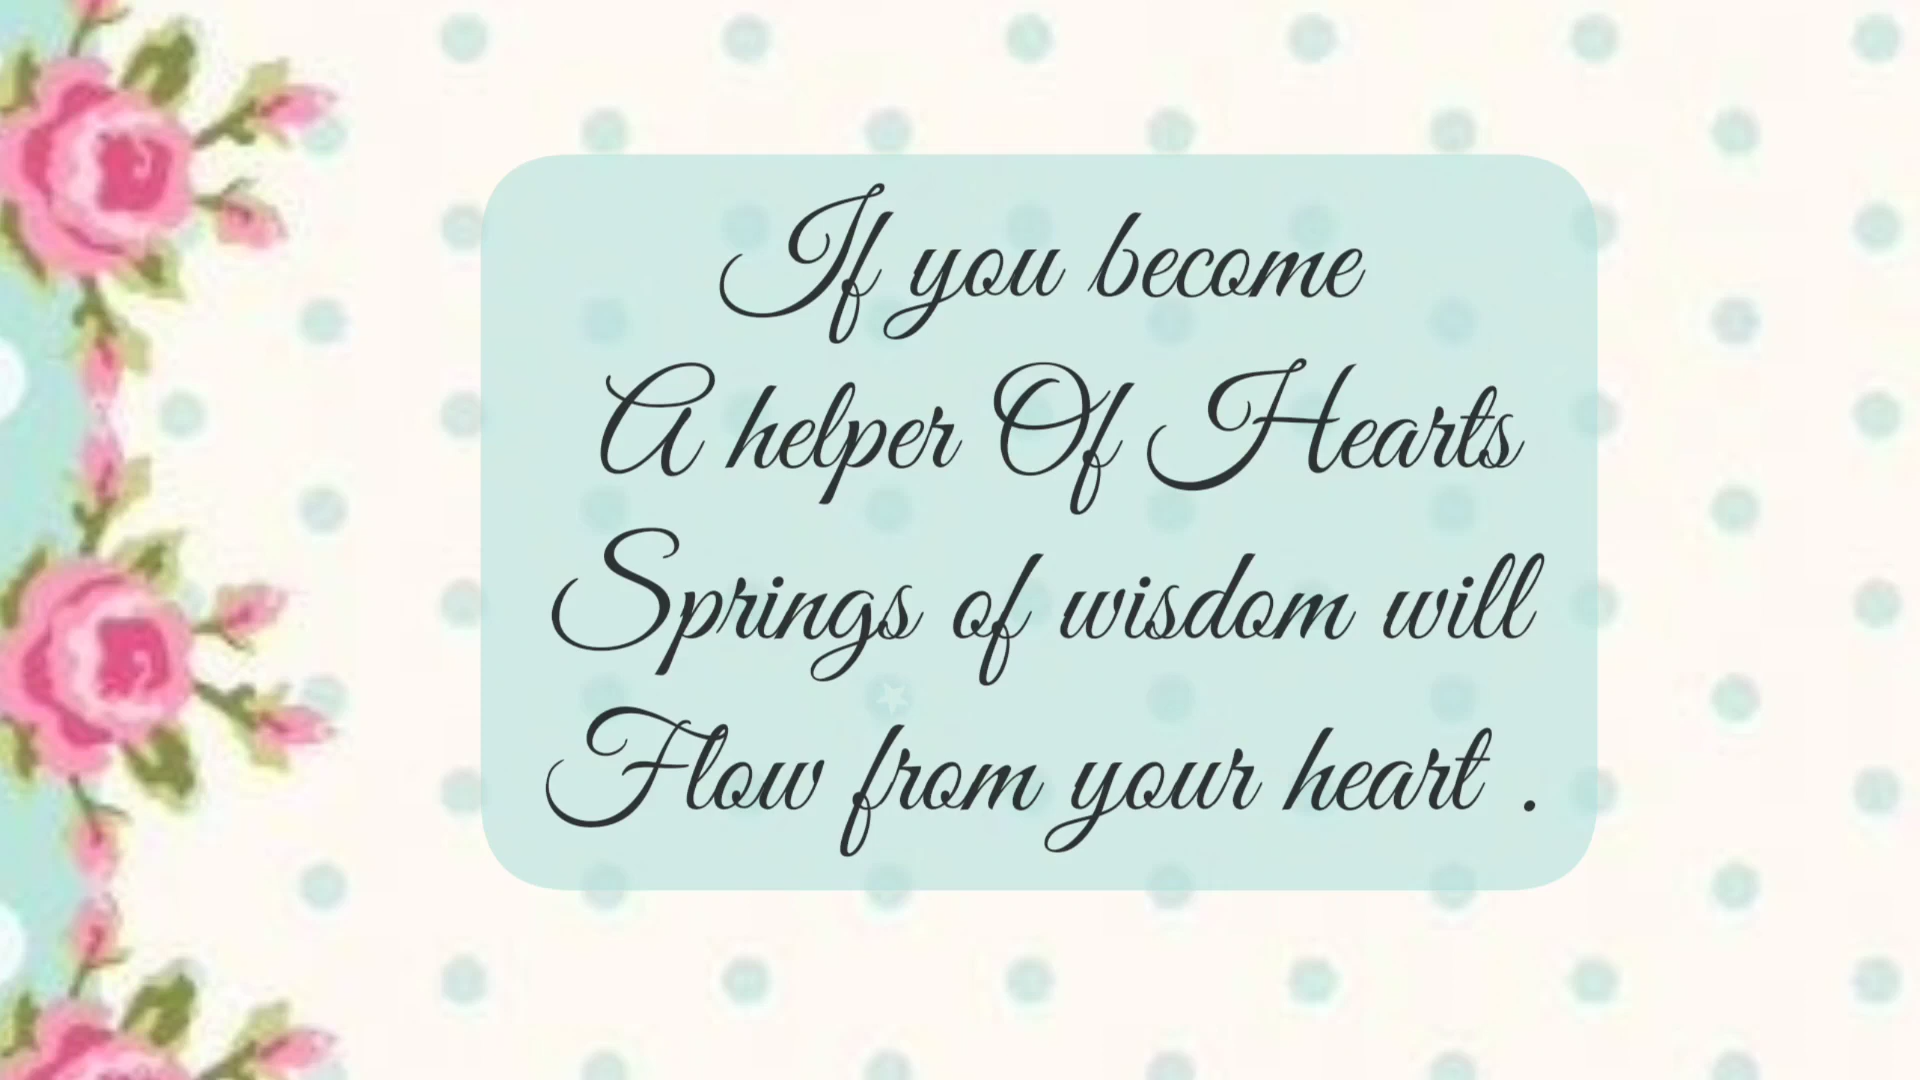 If you become
A helper Of Hearts
Springs of wisdom will
Flow from your heart .